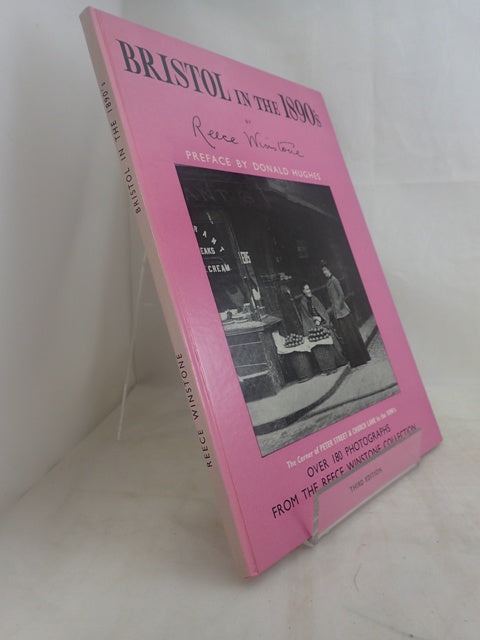 BRISTOL IN THE 1890s
BY
Reece Winstone
PREFACE BY DONALD HUGHES
CREAM
The Corner of PETER STREET & CHURCH LANE in the 1890's
OVER 180 PHOTOGRAPHS
FROM THE REECE WINSTONE COLLECTION
THIRD EDITION
BRISTOL IN THE 1890's
REECE WINSTONE